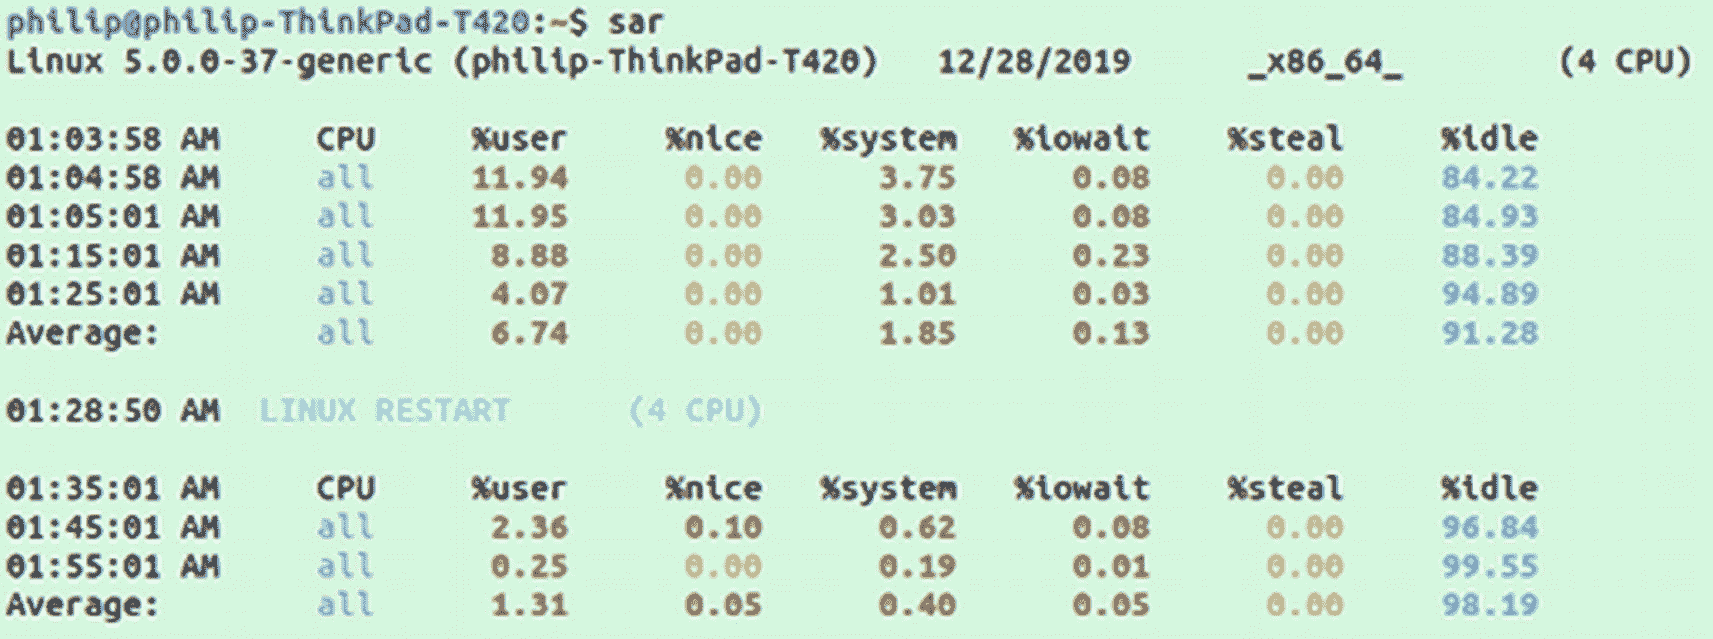 philip@philip-ThinkPad-T420:~$ sar
Linux 5.0.0-37-generic (philip-ThinkPad-T420) 12/28/2019 _x86_64_ (4 CPU)
01:03:58 AM CPU %user %nice %system %iowait %steal %idle
01:04:58 AM all 11.94 0.00 3.75 0.08 0.00 84.22
01:05:01 AM all 11.95 0.00 3.03 0.08 0.00 84.93
01:15:01 AM all 8.88 0.00 2.50 0.23 0.00 88.39
01:25:01 AM all 4.07 0.00 1.01 0.03 0.00 94.89
Average: all 6.74 0.00 1.85 0.13 0.00 91.28
01:28:50 AM LINUX RESTART (4 CPU)
01:35:01 AM CPU %user %nice %system %iowait %steal %idle
01:45:01 AM all 2.36 0.10 0.62 0.08 0.00 96.84
01:55:01 AM all 0.25 0.00 0.19 0.01 0.00 99.55
Average: all 1.31 0.05 0.40 0.05 0.00 98.19